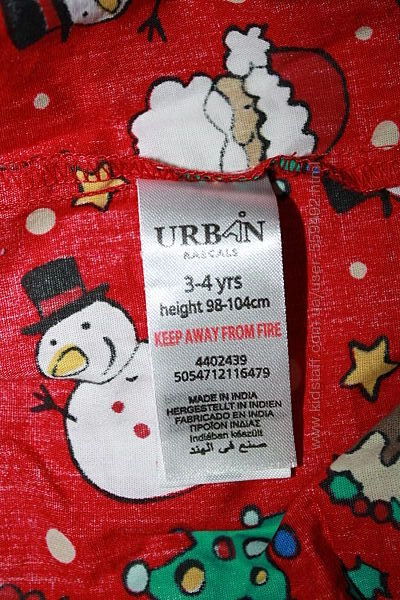 URBAN
RASCALS
3-4 yrs
height 98-104cm
KEEP AWAY FROM FIRE
4402439
5054712116479
MADE IN INDIA
HERGESTELLT IN INDIEN
FABRICADO EN INDIA
ΠΡΟΪΟΝ ΙΝΔΙΑΣ
Indiában készült
صنع في الهند